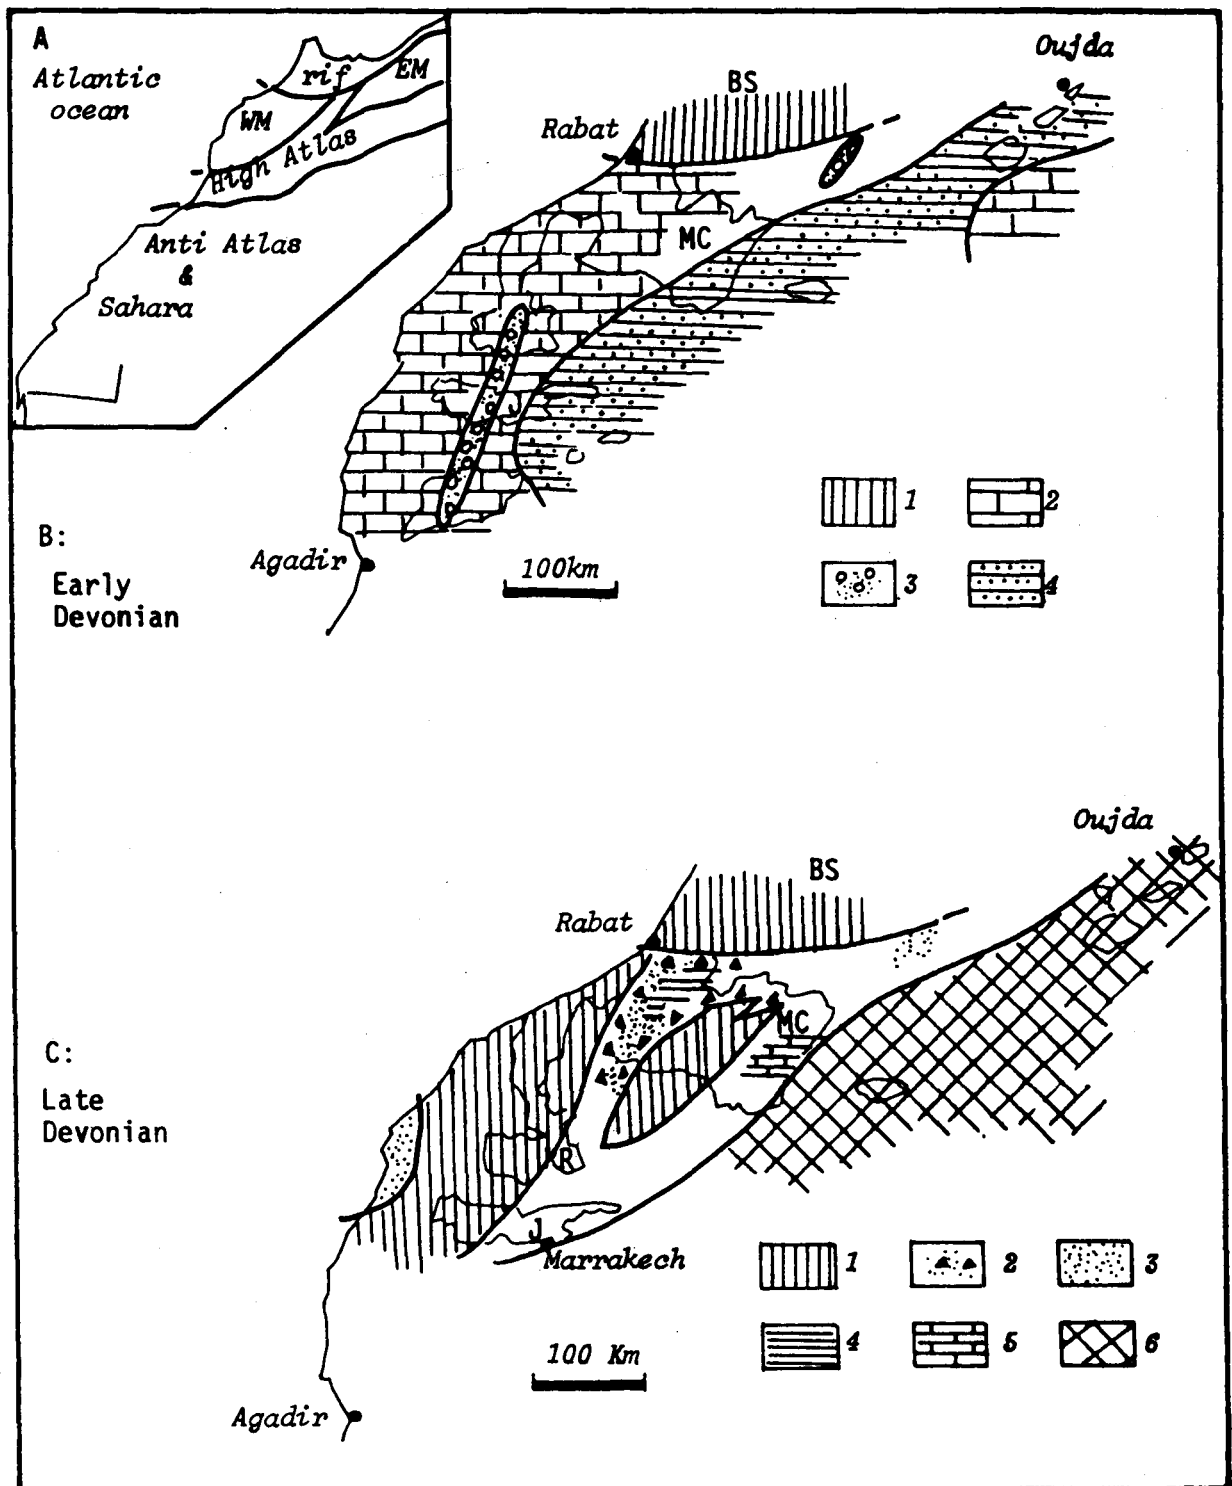 A
Atlantic
ocean
rif
EM
WM
High Atlas
Anti Atlas
&
Sahara
Oujda
BS
Rabat
MC
J
B:
Early
Devonian
Agadir
100km
1
2
3
4
Oujda
BS
Rabat
MC
C:
Late
Devonian
R
J
Marrakech
1
2
3
4
5
6
100 Km
Agadir